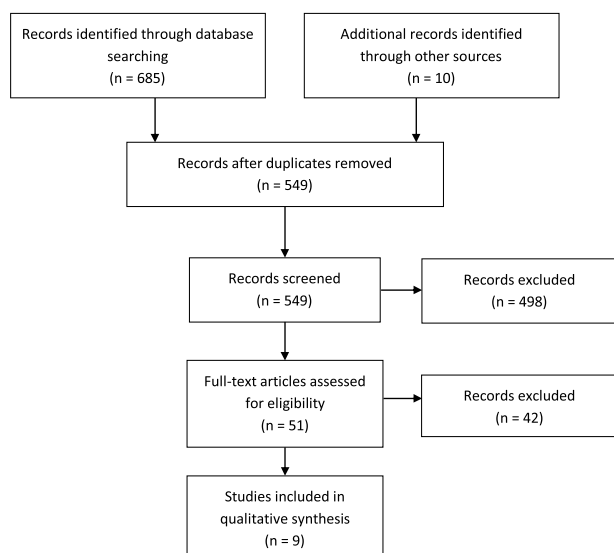 Records identified through database
searching
(n = 685)
Additional records identified
through other sources
(n = 10)
Records after duplicates removed
(n = 549)
Records screened
(n = 549)
Records excluded
(n = 498)
Full-text articles assessed
for eligibility
(n = 51)
Records excluded
(n = 42)
Studies included in
qualitative synthesis
(n = 9)